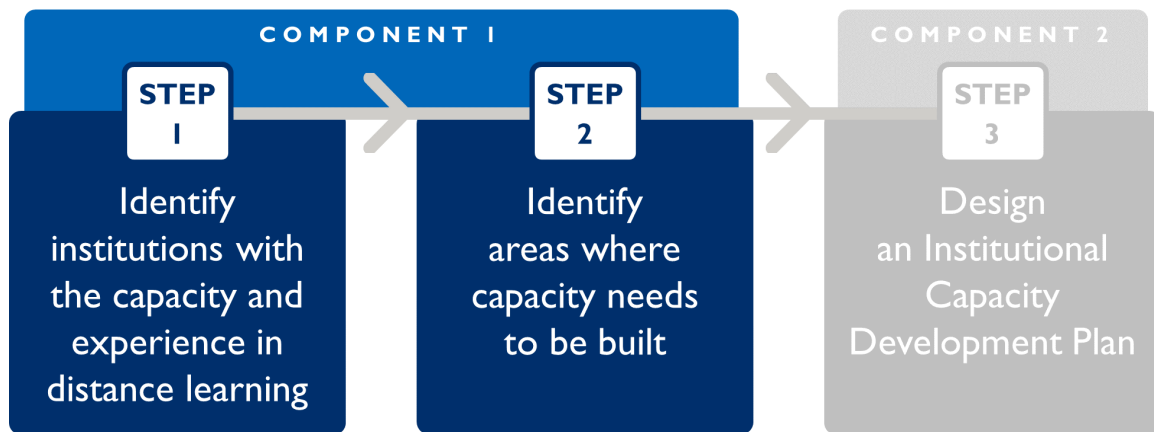 COMPONENT 1
COMPONENT 2
STEP
1
Identify
institutions with
the capacity and
experience in
distance learning
STEP
2
Identify
areas where
capacity needs
to be built
STEP
3
Design
an Institutional
Capacity
Development Plan